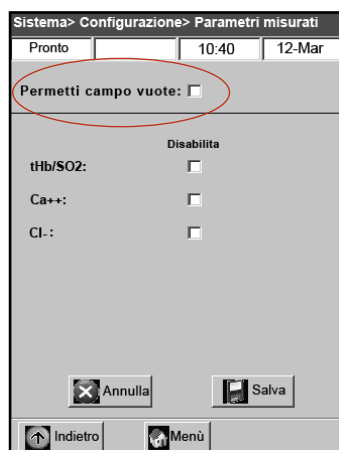 Sistema> Configurazione> Parametri misurati
Pronto 10:40 12-Mar
Permetti campo vuote:
Disabilita
tHb/SO2:
Ca++:
Cl-:
Annulla Salva
Indietro Menù